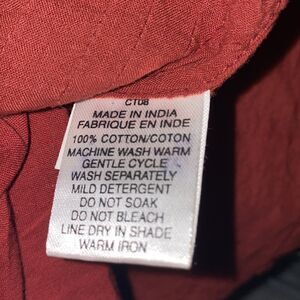 CT08
MADE IN INDIA
FABRIQUE EN INDE
100% COTTON/COTON
MACHINE WASH WARM
GENTLE CYCLE
WASH SEPARATELY
MILD DETERGENT
DO NOT SOAK
DO NOT BLEACH
LINE DRY IN SHADE
WARM IRON